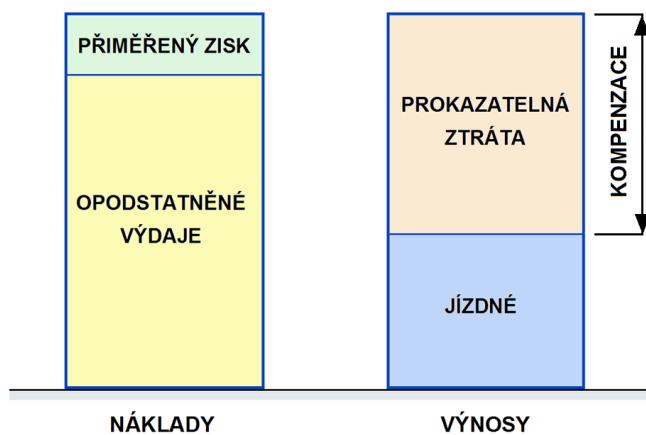 PŘIMĚŘENÝ ZISK
OPODSTATNĚNÉ
VÝDAJE
PROKAZATELNÁ
ZTRÁTA
JÍZDNÉ
KOMPENZACE
NÁKLADY
VÝNOSY